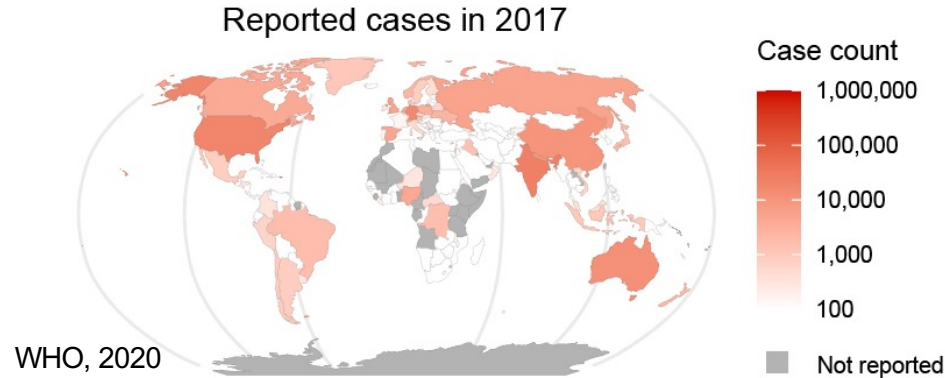 Reported cases in 2017
Case count
1,000,000
100,000
10,000
1,000
100
WHO, 2020
Not reported